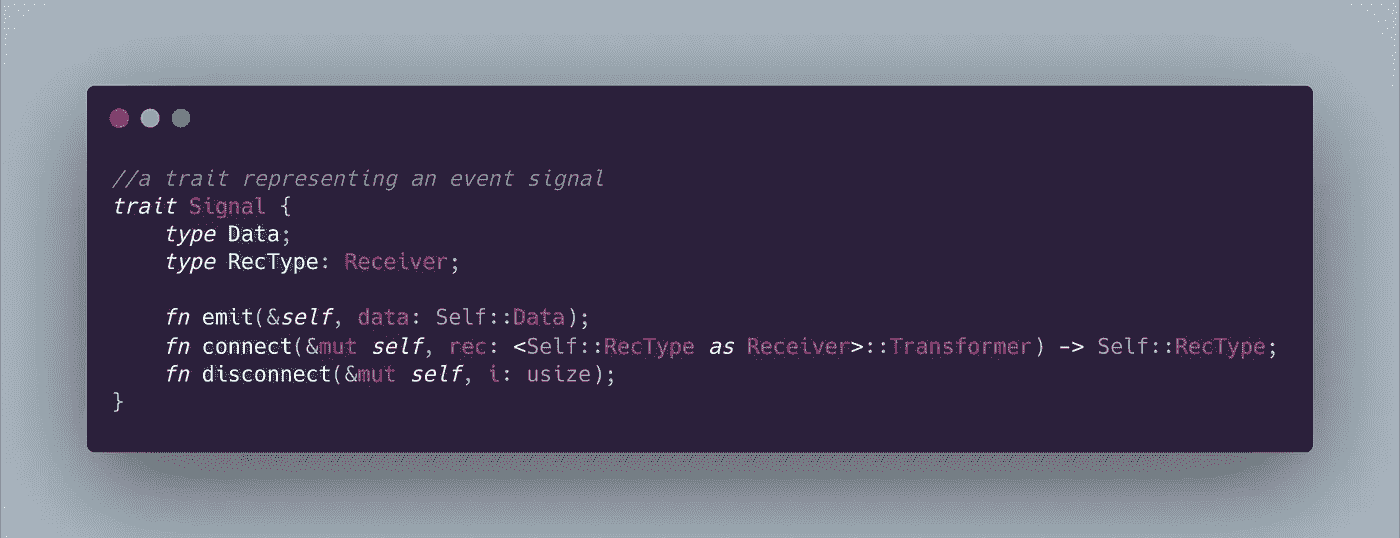 //a trait representing an event signal
trait Signal {
    type Data;
    type RecType: Receiver;

    fn emit(&self, data: Self::Data);
    fn connect(&mut self, rec: <Self::RecType as Receiver>::Transformer) -> Self::RecType;
    fn disconnect(&mut self, i: usize);
}